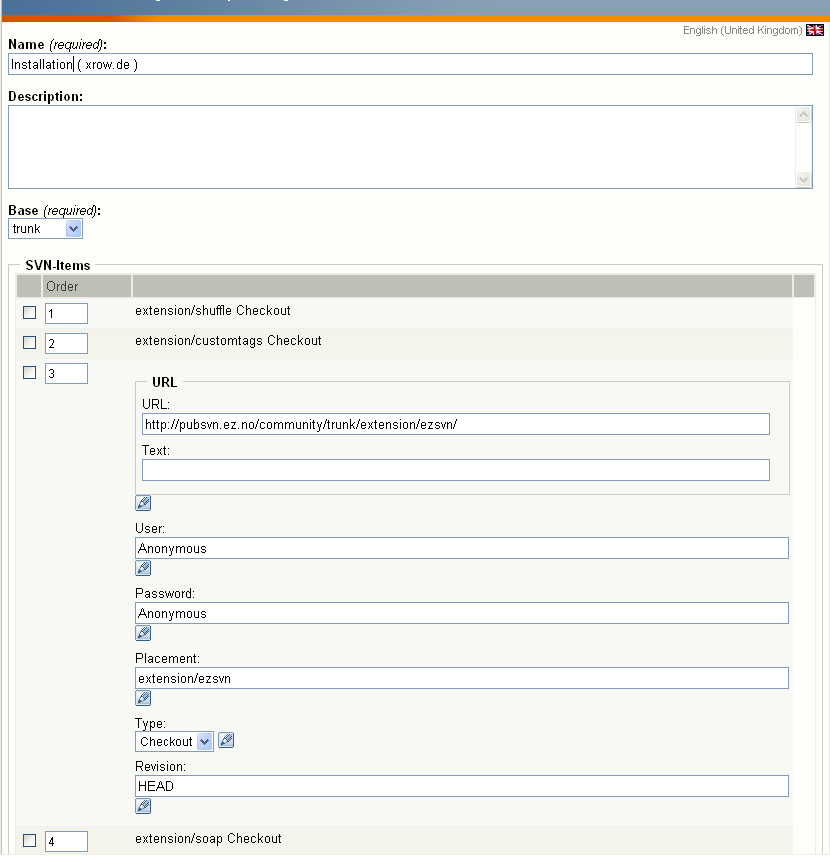 English (United Kingdom)
Name (required):
Installation ( xrow.de )
Description:
Base (required):
trunk
SVN-Items
Order
1 extension/shuffle Checkout
2 extension/customtags Checkout
3
URL
URL:
http://pubsvn.ez.no/community/trunk/extension/ezsvn/
Text:
User:
Anonymous
Password:
Anonymous
Placement:
extension/ezsvn
Type:
Checkout
Revision:
HEAD
4 extension/soap Checkout